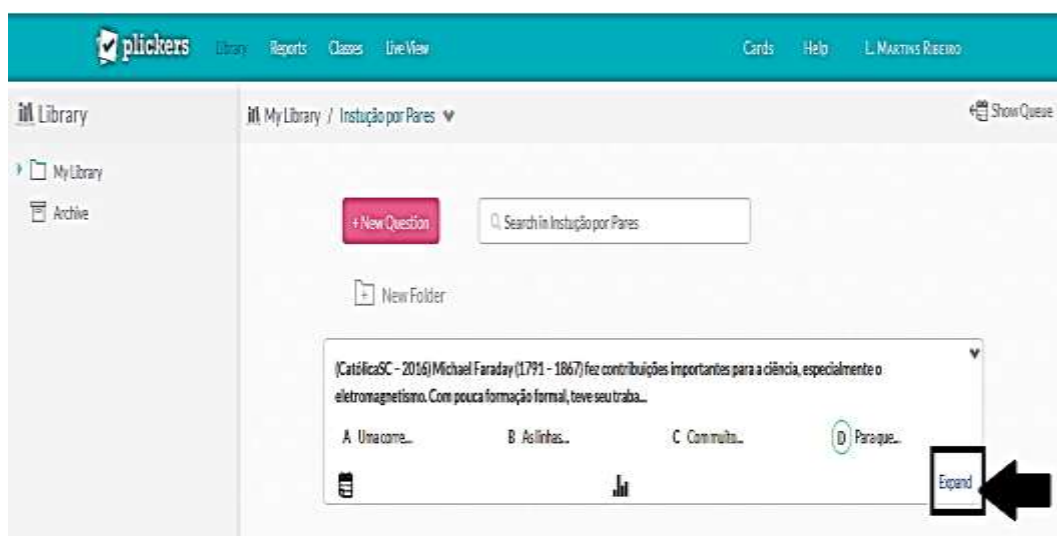 plickers Library Reports Classes Live View Cards Help L. MARTINS RIBEIRO
Library
My Library / Instução por Pares
Show Queue
My Library
Archive
+ New Question
Search in Instução por Pares
New Folder
(CatólicaSC - 2016) Michael Faraday (1791 - 1867) fez contribuições importantes para a ciência, especialmente o
eletromagnetismo. Com pouca formação formal, teve seu traba...
A Uma corre... B As linhas... C Com muito... D Para que...
Expand